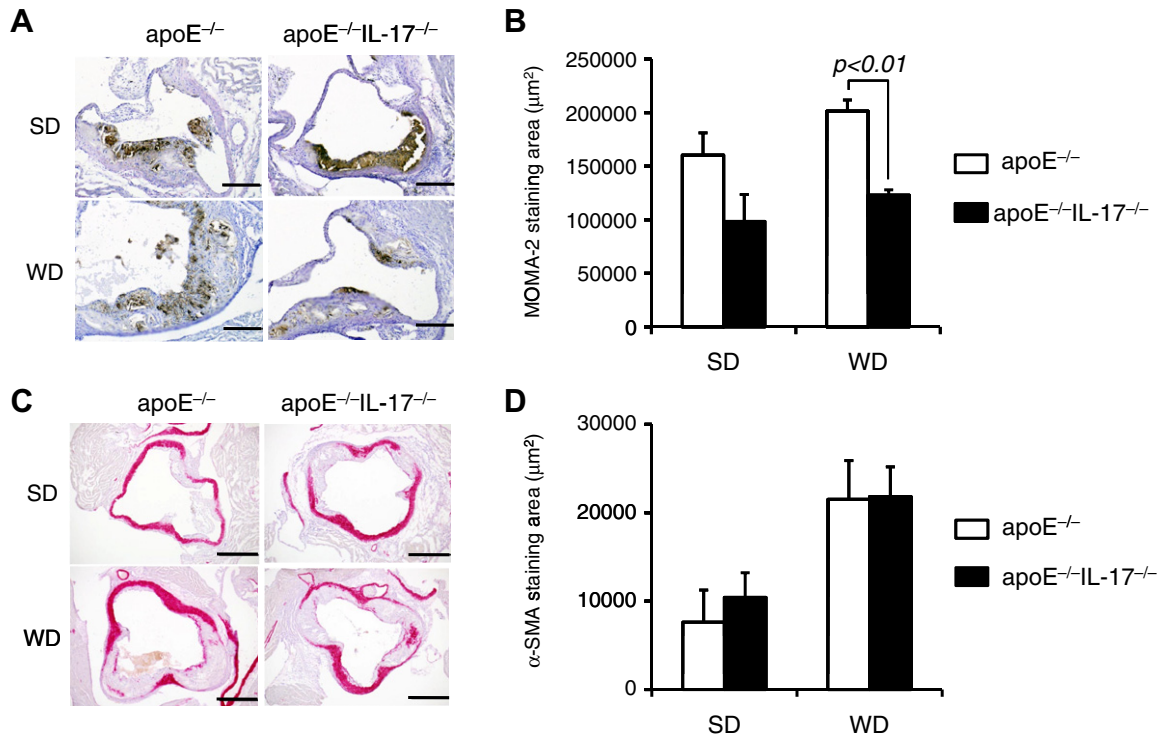 A
apoE–/–
apoE–/–IL-17–/–
SD
WD
B
MOMA-2 staining area (µm²)
250000
200000
150000
100000
50000
0
p<0.01
SD
WD
apoE–/–
apoE–/–IL-17–/–
C
apoE–/–
apoE–/–IL-17–/–
SD
WD
D
α-SMA staining area (µm²)
30000
20000
10000
0
SD
WD
apoE–/–
apoE–/–IL-17–/–